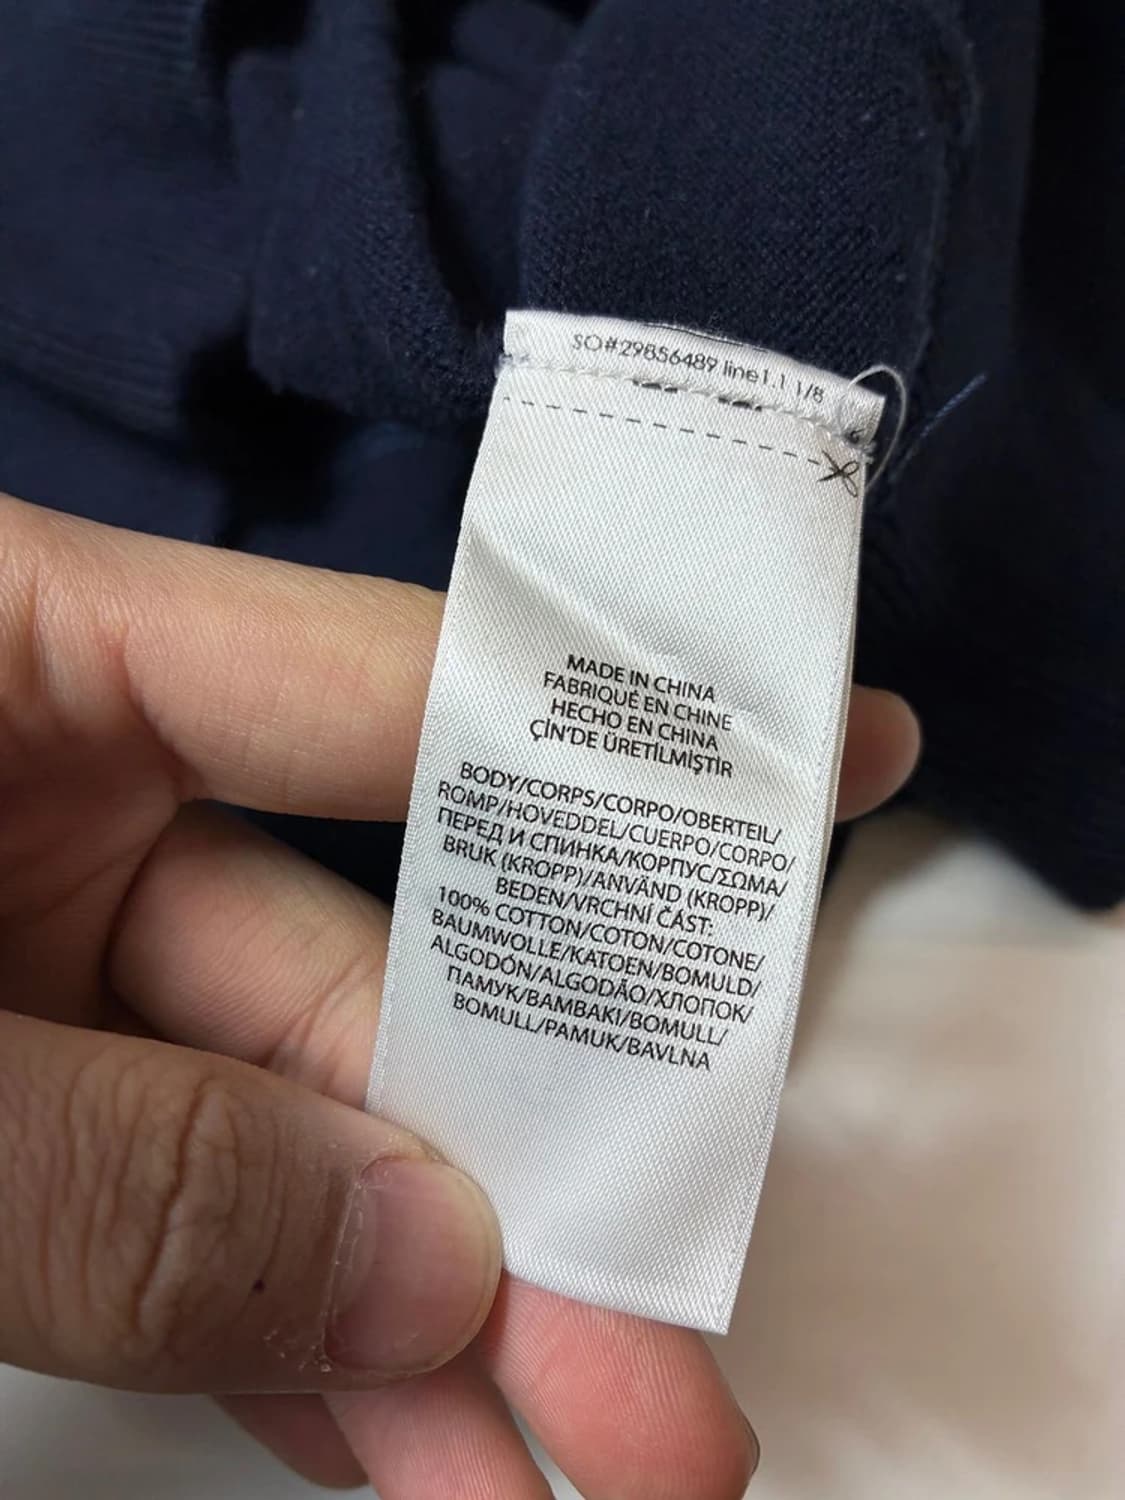 SO#29856489 line1.1 1/8
MADE IN CHINA
FABRIQUÉ EN CHINE
HECHO EN CHINA
ÇİN'DE ÜRETİLMİŞTİR
BODY/CORPS/CORPO/OBERTEIL/
ROMP/HOVEDDEL/CUERPO/CORPO/
ПЕРЕД И СПИНКА/КОРПУС/ΣΩΜΑ/
BRUK (KROPP)/ANVÄND (KROPP)/
BEDEN/VRCHNÍ ČÁST:
100% COTTON/COTON/COTONE/
BAUMWOLLE/KATOEN/BOMULD/
ALGODÓN/ALGODÃO/ХЛОПОК/
ПАМУК/ΒΑΜΒΑΚΙ/BOMULL/
BOMULL/PAMUK/BAVLNA